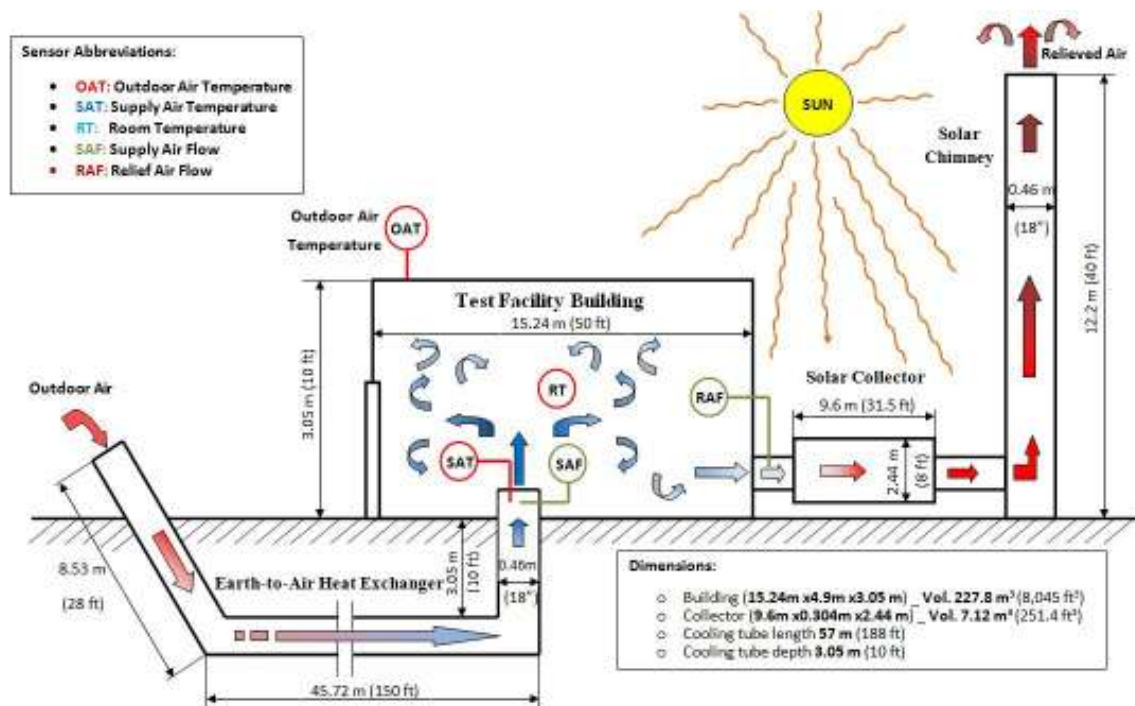 Sensor Abbreviations:
• OAT: Outdoor Air Temperature
• SAT: Supply Air Temperature
• RT: Room Temperature
• SAF: Supply Air Flow
• RAF: Relief Air Flow
SUN
Relieved Air
Solar
Chimney
0.46 m
(18")
12.2 m (40 ft)
Outdoor Air
Temperature
OAT
Test Facility Building
15.24 m (50 ft)
3.05 m (10 ft)
RT
SAT
SAF
RAF
Solar Collector
9.6 m (31.5 ft)
2.44 m
(8 ft)
Outdoor Air
8.53 m
(28 ft)
Earth-to-Air Heat Exchanger
3.05 m
(10 ft)
0.46m
(18")
45.72 m (150 ft)
Dimensions:
o Building (15.24m x4.9m x3.05 m) _ Vol. 227.8 m³ (8,045 ft³)
o Collector (9.6m x0.304m x2.44 m) _ Vol. 7.12 m³ (251.4 ft³)
o Cooling tube length 57 m (188 ft)
o Cooling tube depth 3.05 m (10 ft)